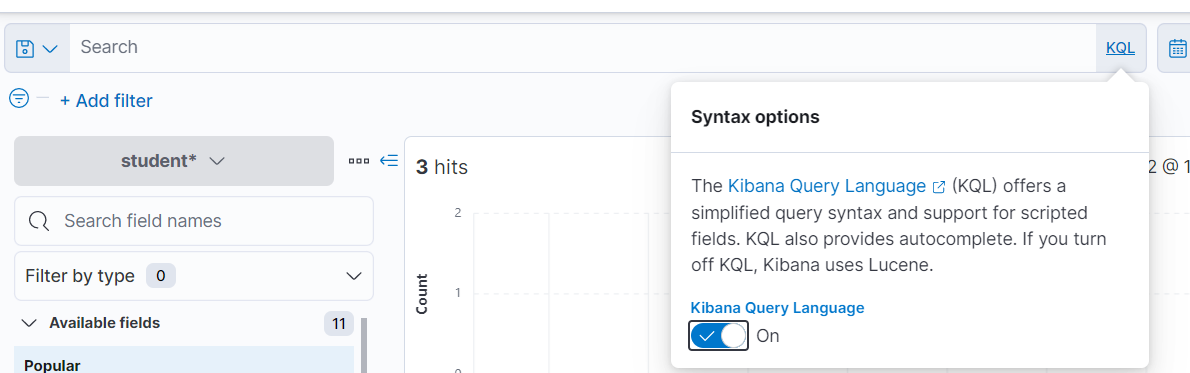 Search
KQL
+ Add filter
Syntax options
student*
3 hits
2 @ 1
The Kibana Query Language (KQL) offers a
simplified query syntax and support for scripted
fields. KQL also provides autocomplete. If you turn
off KQL, Kibana uses Lucene.
Search field names
2
Filter by type 0
1
Count
Kibana Query Language
On
Available fields
11
Popular
0